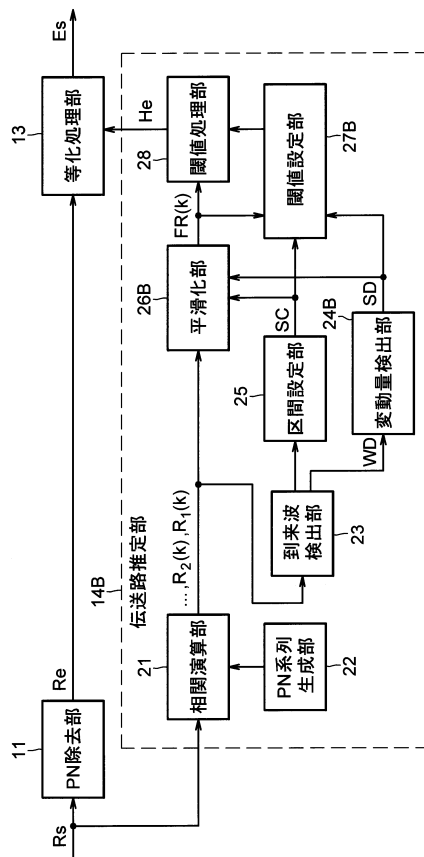 Rs
11
PN除去部
Re
13
等化処理部
Es
14B
伝送路推定部
21
相関演算部
…,R2(k),R1(k)
26B
平滑化部
FR(k)
28
閾値処理部
He
22
PN系列
生成部
23
到来波
検出部
25
区間設定部
SC
27B
閾値設定部
WD
24B
変動量検出部
SD